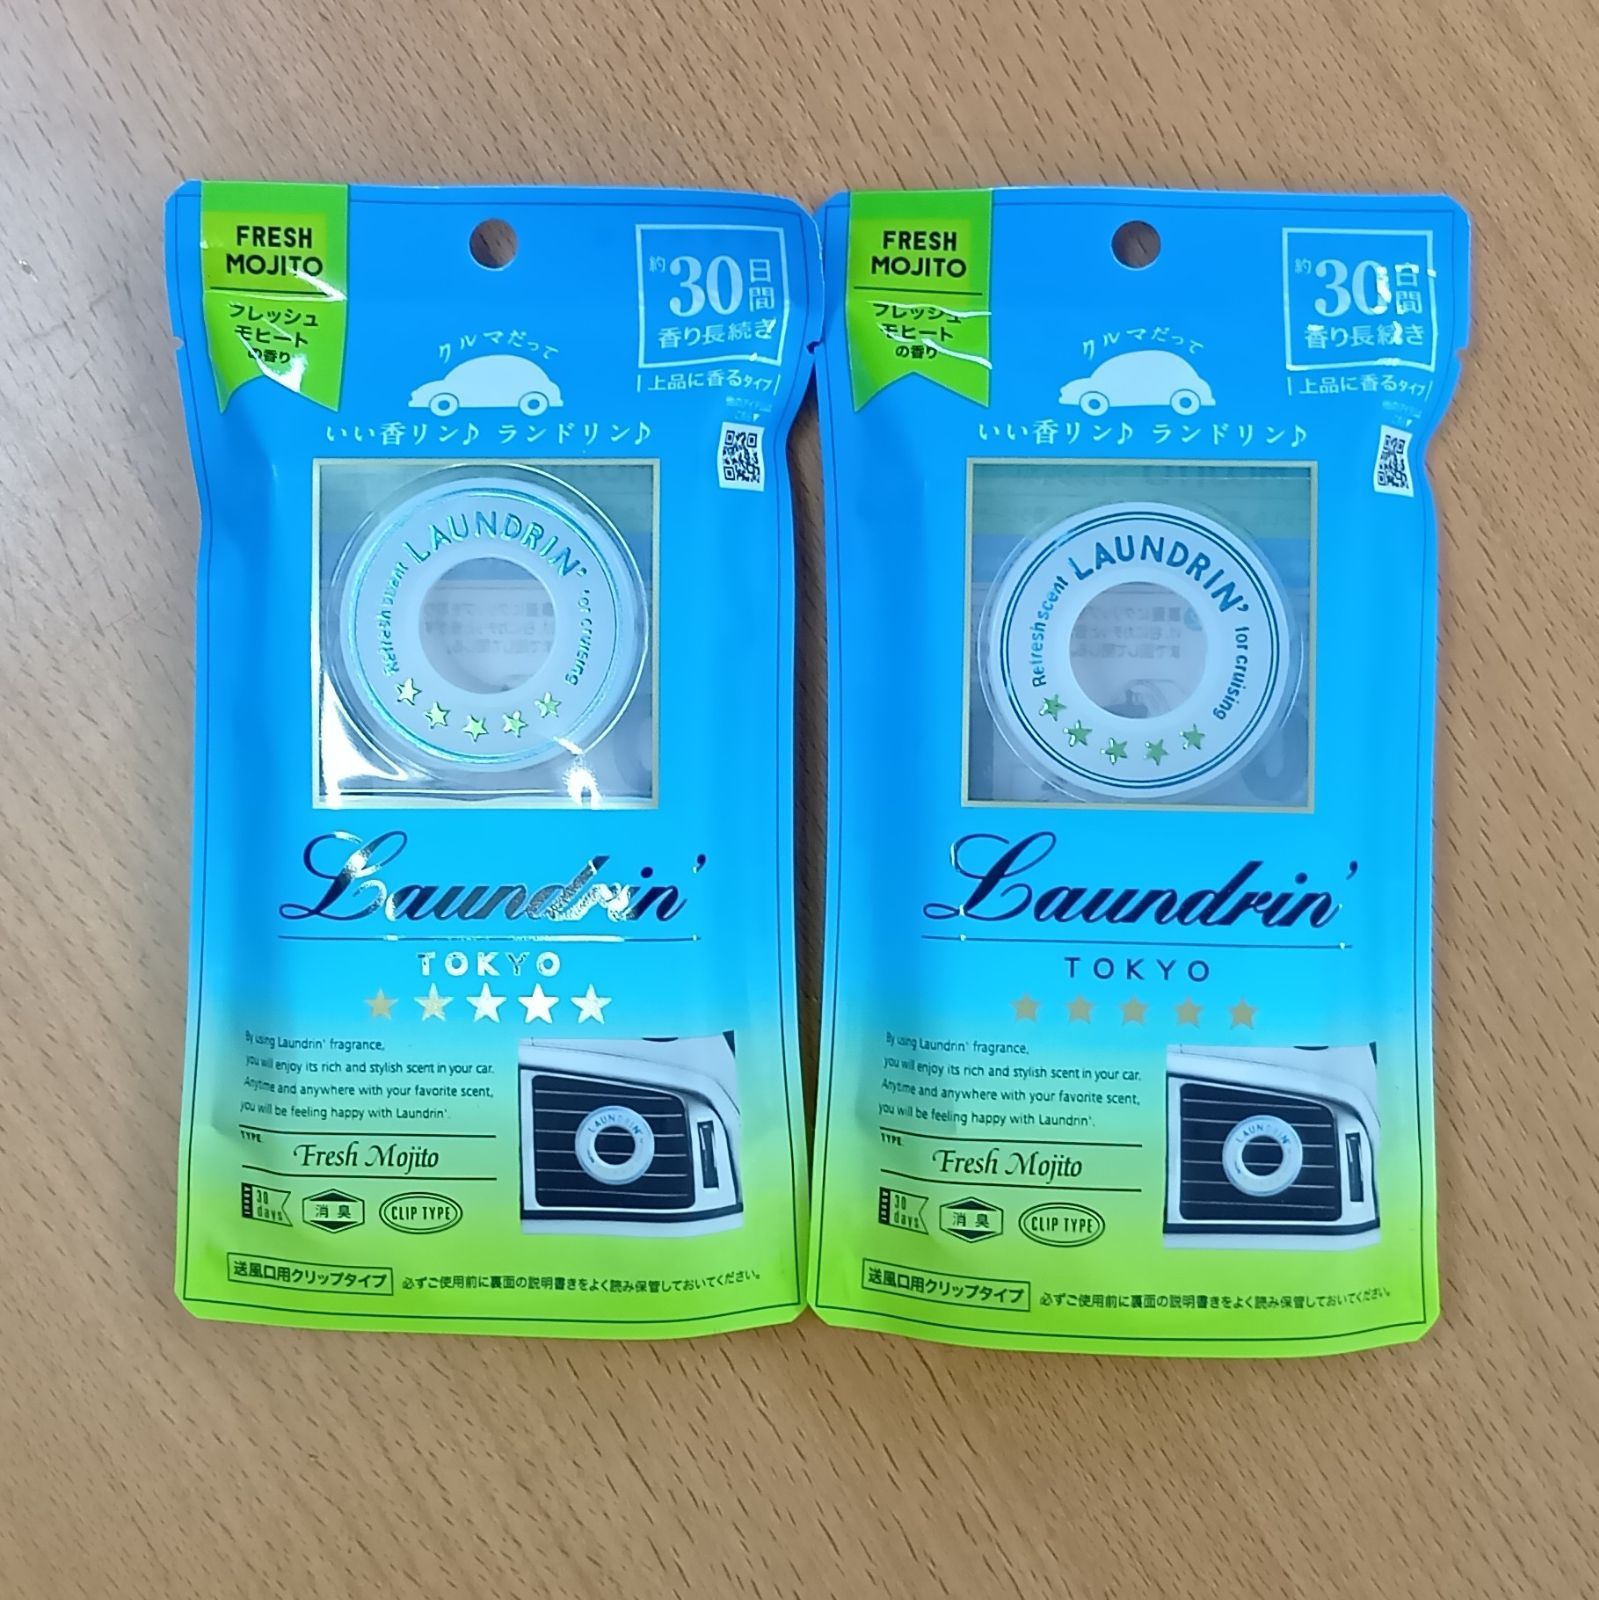 FRESH
MOJITO
フレッシュ
モヒート
の香り
約30日間
香り長続き
上品に香るタイプ
クルマだって
いい香リン♪ ランドリン♪
Refresh scent LAUNDRIN' for cruising
Laundrin'
TOKYO
By using Laundrin' fragrance,
you will enjoy its rich and stylish scent in your car.
Anytime and anywhere with your favorite scent,
you will be feeling happy with Laundrin'.
TYPE
Fresh Mojito
ABOUT 30 days
消臭
CLIP TYPE
LAUNDRIN'
送風口用クリップタイプ 必ずご使用前に裏面の説明書きをよく読み保管しておいてください。
FRESH
MOJITO
フレッシュ
モヒート
の香り
約30日間
香り長続き
上品に香るタイプ
クルマだって
いい香リン♪ ランドリン♪
Refresh scent LAUNDRIN' for cruising
Laundrin'
TOKYO
By using Laundrin' fragrance,
you will enjoy its rich and stylish scent in your car.
Anytime and anywhere with your favorite scent,
you will be feeling happy with Laundrin'.
TYPE
Fresh Mojito
ABOUT 30 days
消臭
CLIP TYPE
LAUNDRIN'
送風口用クリップタイプ 必ずご使用前に裏面の説明書きをよく読み保管しておいてください。